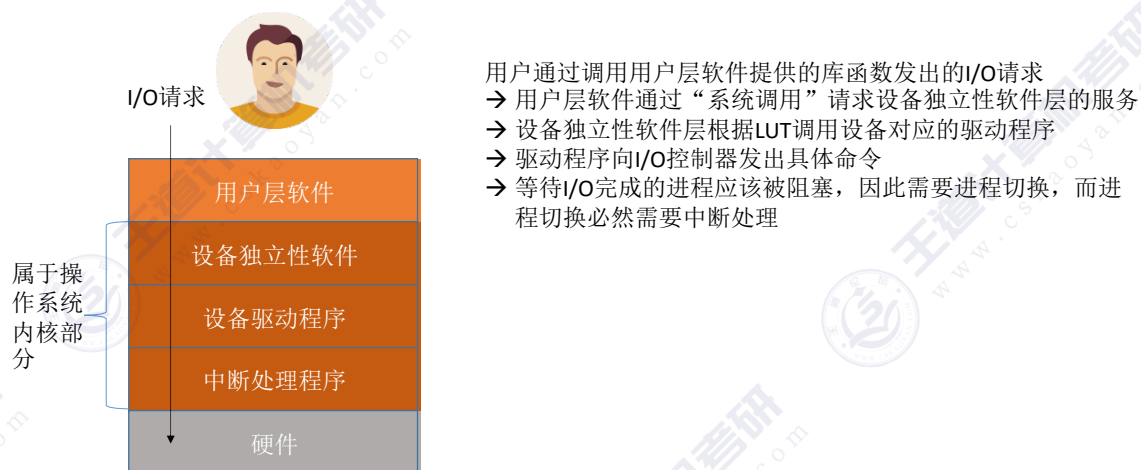 I/O请求
用户层软件
设备独立性软件
设备驱动程序
中断处理程序
硬件
属于操
作系统
内核部
分
用户通过调用用户层软件提供的库函数发出的I/O请求
→ 用户层软件通过“系统调用”请求设备独立性软件层的服务
→ 设备独立性软件层根据LUT调用设备对应的驱动程序
→ 驱动程序向I/O控制器发出具体命令
→ 等待I/O完成的进程应该被阻塞，因此需要进程切换，而进
程切换必然需要中断处理